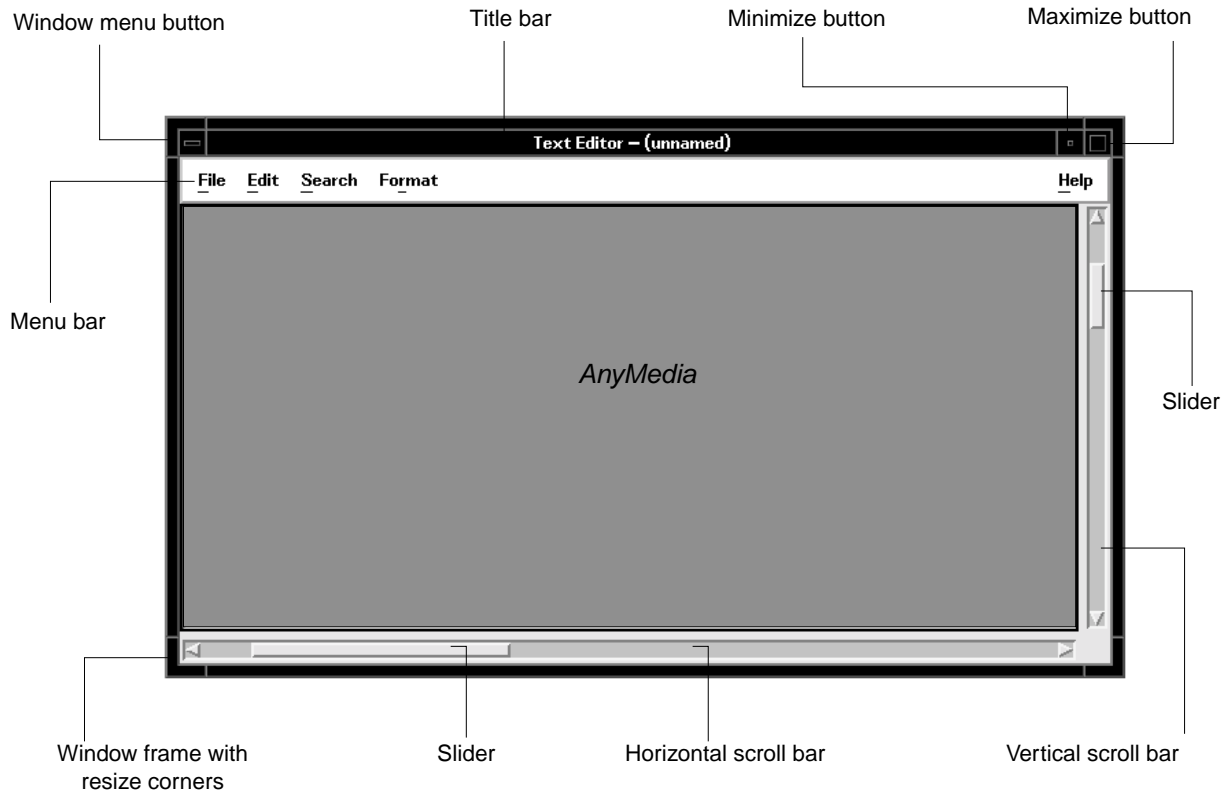 Window menu button
Title bar
Minimize button
Maximize button
Text Editor – (unnamed)
File Edit Search Format Help
Menu bar
AnyMedia
Slider
Window frame with
resize corners
Slider
Horizontal scroll bar
Vertical scroll bar